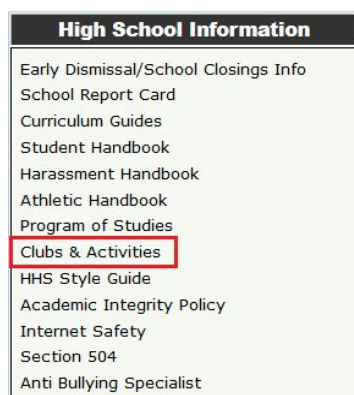 High School Information
Early Dismissal/School Closings Info
School Report Card
Curriculum Guides
Student Handbook
Harassment Handbook
Athletic Handbook
Program of Studies
Clubs & Activities
HHS Style Guide
Academic Integrity Policy
Internet Safety
Section 504
Anti Bullying Specialist